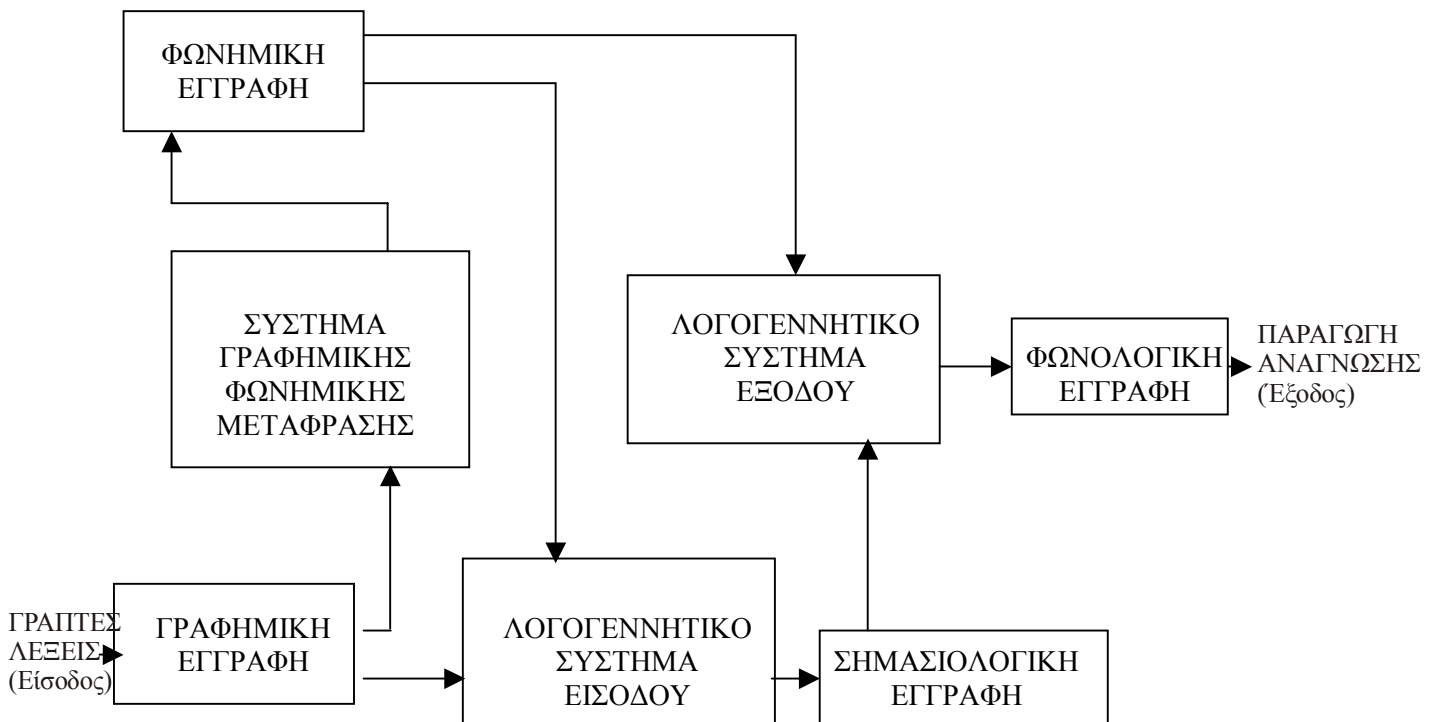 ΦΩΝΗΜΙΚΗ
ΕΓΓΡΑΦΗ
ΣΥΣΤΗΜΑ
ΓΡΑΦΗΜΙΚΗΣ
ΦΩΝΗΜΙΚΗΣ
ΜΕΤΑΦΡΑΣΗΣ
ΛΟΓΟΓΕΝΝΗΤΙΚΟ
ΣΥΣΤΗΜΑ
ΕΞΟΔΟΥ
ΦΩΝΟΛΟΓΙΚΗ
ΕΓΓΡΑΦΗ
ΠΑΡΑΓΩΓΗ
ΑΝΑΓΝΩΣΗΣ
(Έξοδος)
ΓΡΑΠΤΕΣ
ΛΕΞΕΙΣ
(Είσοδος)
ΓΡΑΦΗΜΙΚΗ
ΕΓΓΡΑΦΗ
ΛΟΓΟΓΕΝΝΗΤΙΚΟ
ΣΥΣΤΗΜΑ
ΕΙΣΟΔΟΥ
ΣΗΜΑΣΙΟΛΟΓΙΚΗ
ΕΓΓΡΑΦΗ